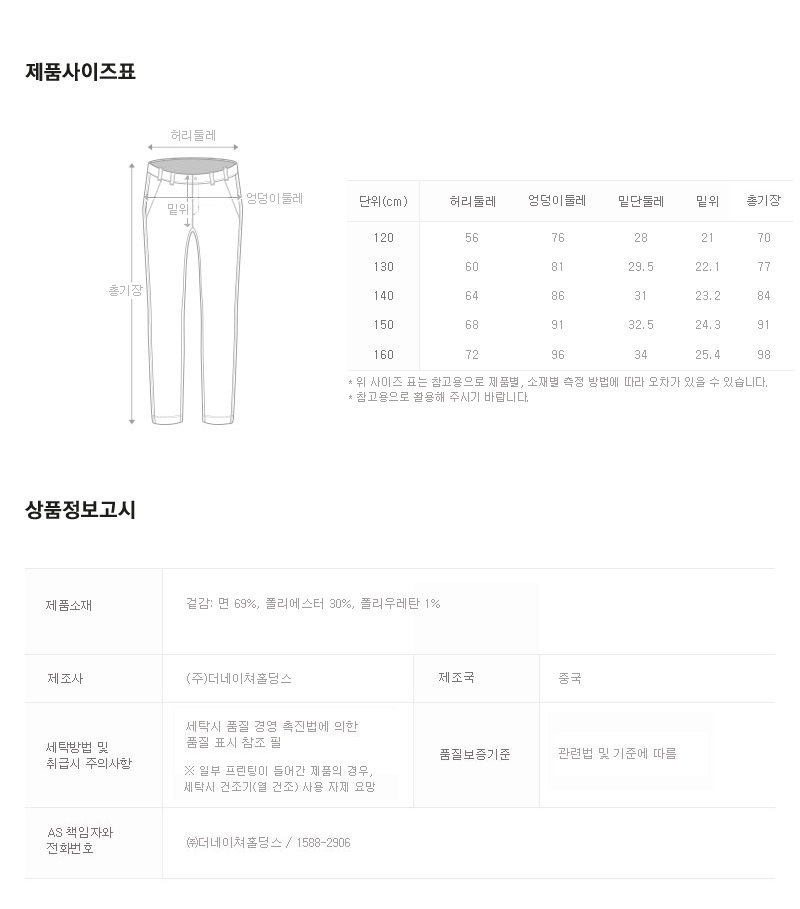 제품사이즈표
허리둘레
엉덩이둘레
밑위
총기장
단위(cm) 허리둘레 엉덩이둘레 밑단둘레 밑위 총기장
120 56 76 28 21 70
130 60 81 29.5 22.1 77
140 64 86 31 23.2 84
150 68 91 32.5 24.3 91
160 72 96 34 25.4 98
* 위 사이즈 표는 참고용으로 제품별, 소재별 측정 방법에 따라 오차가 있을 수 있습니다.
* 참고용으로 활용해 주시기 바랍니다.
상품정보고시
제품소재 겉감: 면 69%, 폴리에스터 30%, 폴리우레탄 1%
제조사 (주)더네이쳐홀딩스 제조국 중국
세탁방법 및
취급시 주의사항
세탁시 품질 경영 촉진법에 의한
품질 표시 참조 필
※ 일부 프린팅이 들어간 제품의 경우,
세탁시 건조기(열 건조) 사용 자제 요망
품질보증기준 관련법 및 기준에 따름
AS 책임자와
전화번호
㈜더네이쳐홀딩스 / 1588-2906